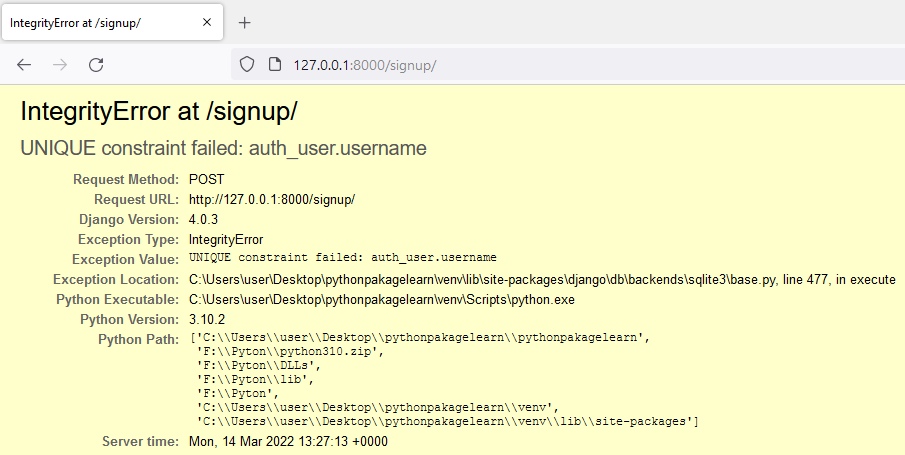 IntegrityError at /signup/
127.0.0.1:8000/signup/
IntegrityError at /signup/
UNIQUE constraint failed: auth_user.username
Request Method: POST
Request URL: http://127.0.0.1:8000/signup/
Django Version: 4.0.3
Exception Type: IntegrityError
Exception Value: UNIQUE constraint failed: auth_user.username
Exception Location: C:\Users\user\Desktop\pythonpakagelearn\venv\lib\site-packages\django\db\backends\sqlite3\base.py, line 477, in execute
Python Executable: C:\Users\user\Desktop\pythonpakagelearn\venv\Scripts\python.exe
Python Version: 3.10.2
Python Path: ['C:\\Users\\user\\Desktop\\pythonpakagelearn\\pythonpakagelearn',
'F:\\Pyton\\python310.zip',
'F:\\Pyton\\DLLs',
'F:\\Pyton\\lib',
'F:\\Pyton',
'C:\\Users\\user\\Desktop\\pythonpakagelearn\\venv',
'C:\\Users\\user\\Desktop\\pythonpakagelearn\\venv\\lib\\site-packages']
Server time: Mon, 14 Mar 2022 13:27:13 +0000